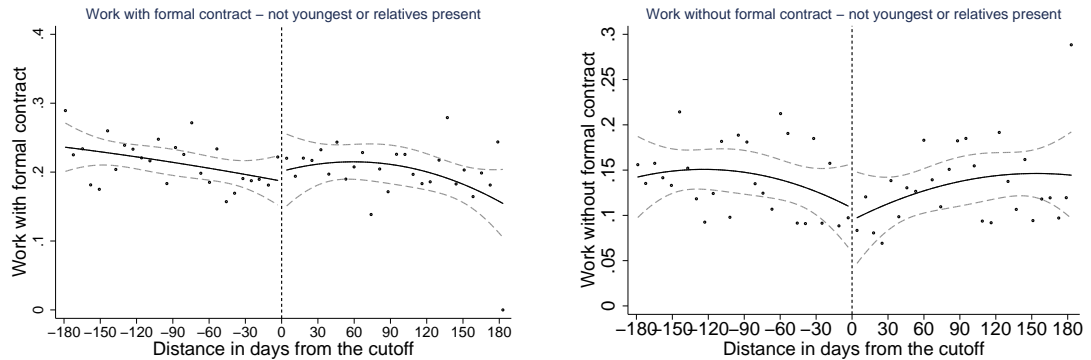 Work with formal contract − not youngest or relatives present
Work with formal contract
.4
.3
.2
.1
0
−180 −150 −120 −90 −60 −30 0 30 60 90 120 150 180
Distance in days from the cutoff
Work without formal contract − not youngest or relatives present
Work without formal contract
.3
.25
.2
.15
.1
.05
0
−180 −150 −120 −90 −60 −30 0 30 60 90 120 150 180
Distance in days from the cutoff